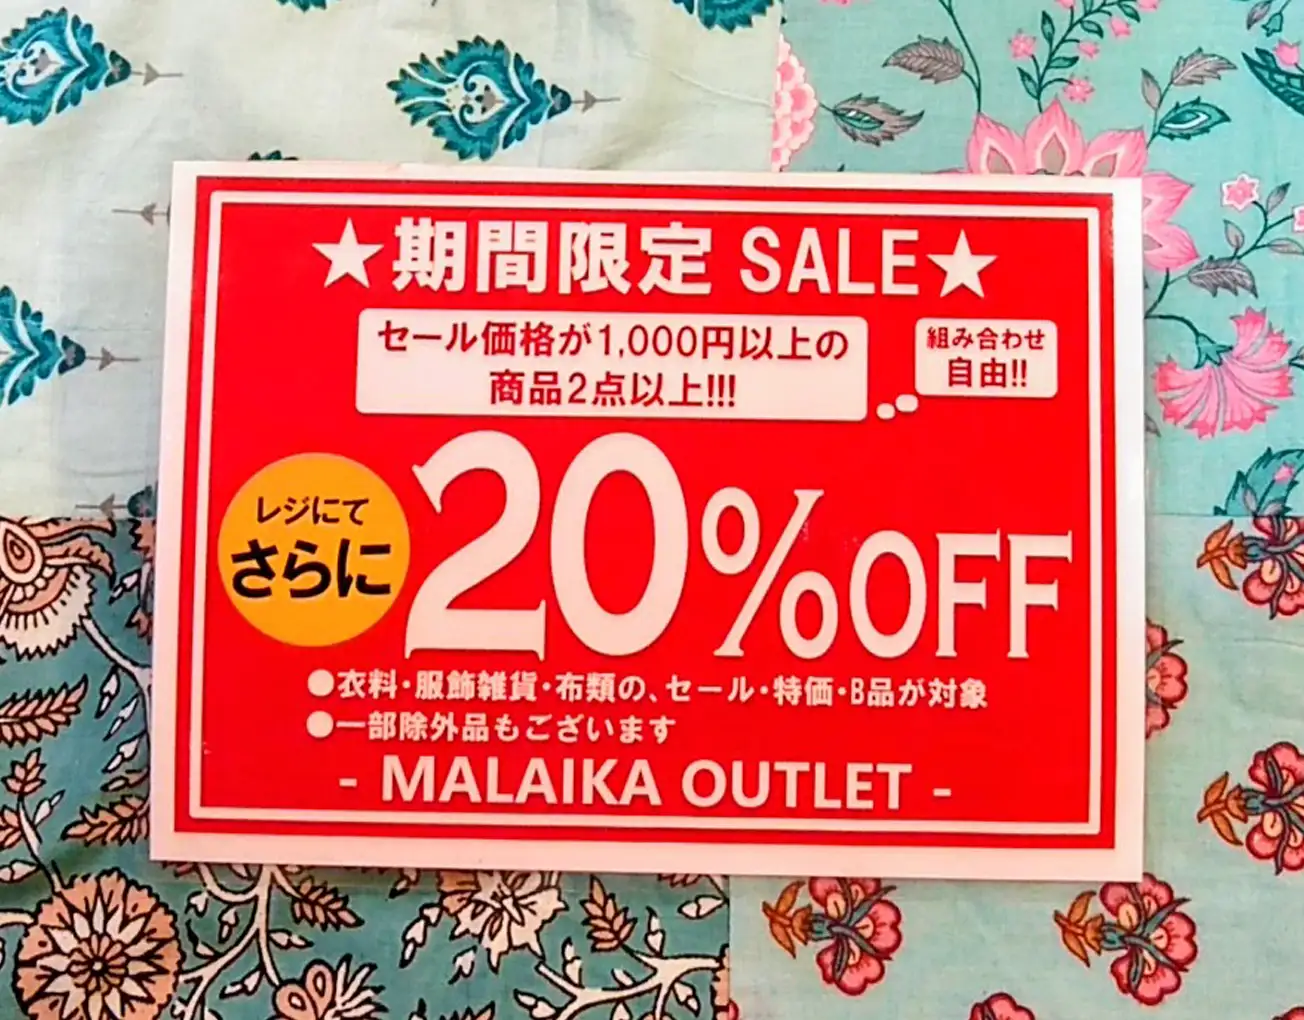 ★期間限定 SALE★
セール価格が1,000円以上の
商品2点以上!!!
組み合わせ
自由!!
レジにて
さらに
20%OFF
●衣料・服飾雑貨・布類の、セール・特価・B品が対象
●一部除外品もございます
- MALAIKA OUTLET -